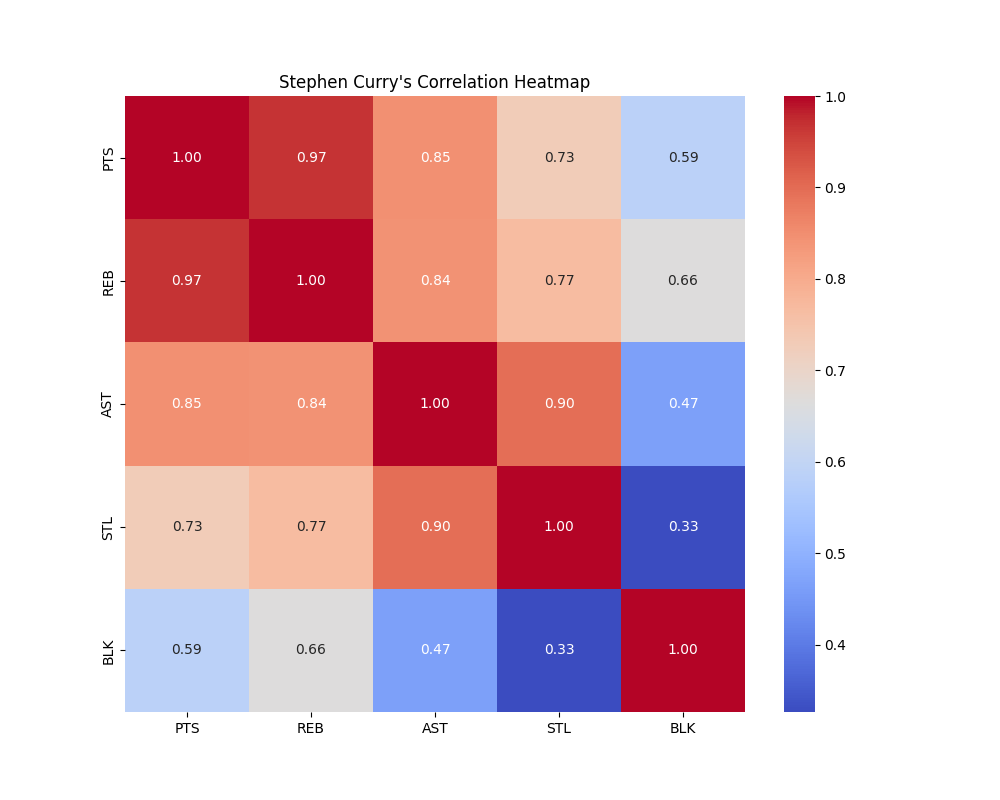 Stephen Curry's Correlation Heatmap
PTS 1.00 0.97 0.85 0.73 0.59
REB 0.97 1.00 0.84 0.77 0.66
AST 0.85 0.84 1.00 0.90 0.47
STL 0.73 0.77 0.90 1.00 0.33
BLK 0.59 0.66 0.47 0.33 1.00
PTS REB AST STL BLK
1.0
0.9
0.8
0.7
0.6
0.5
0.4